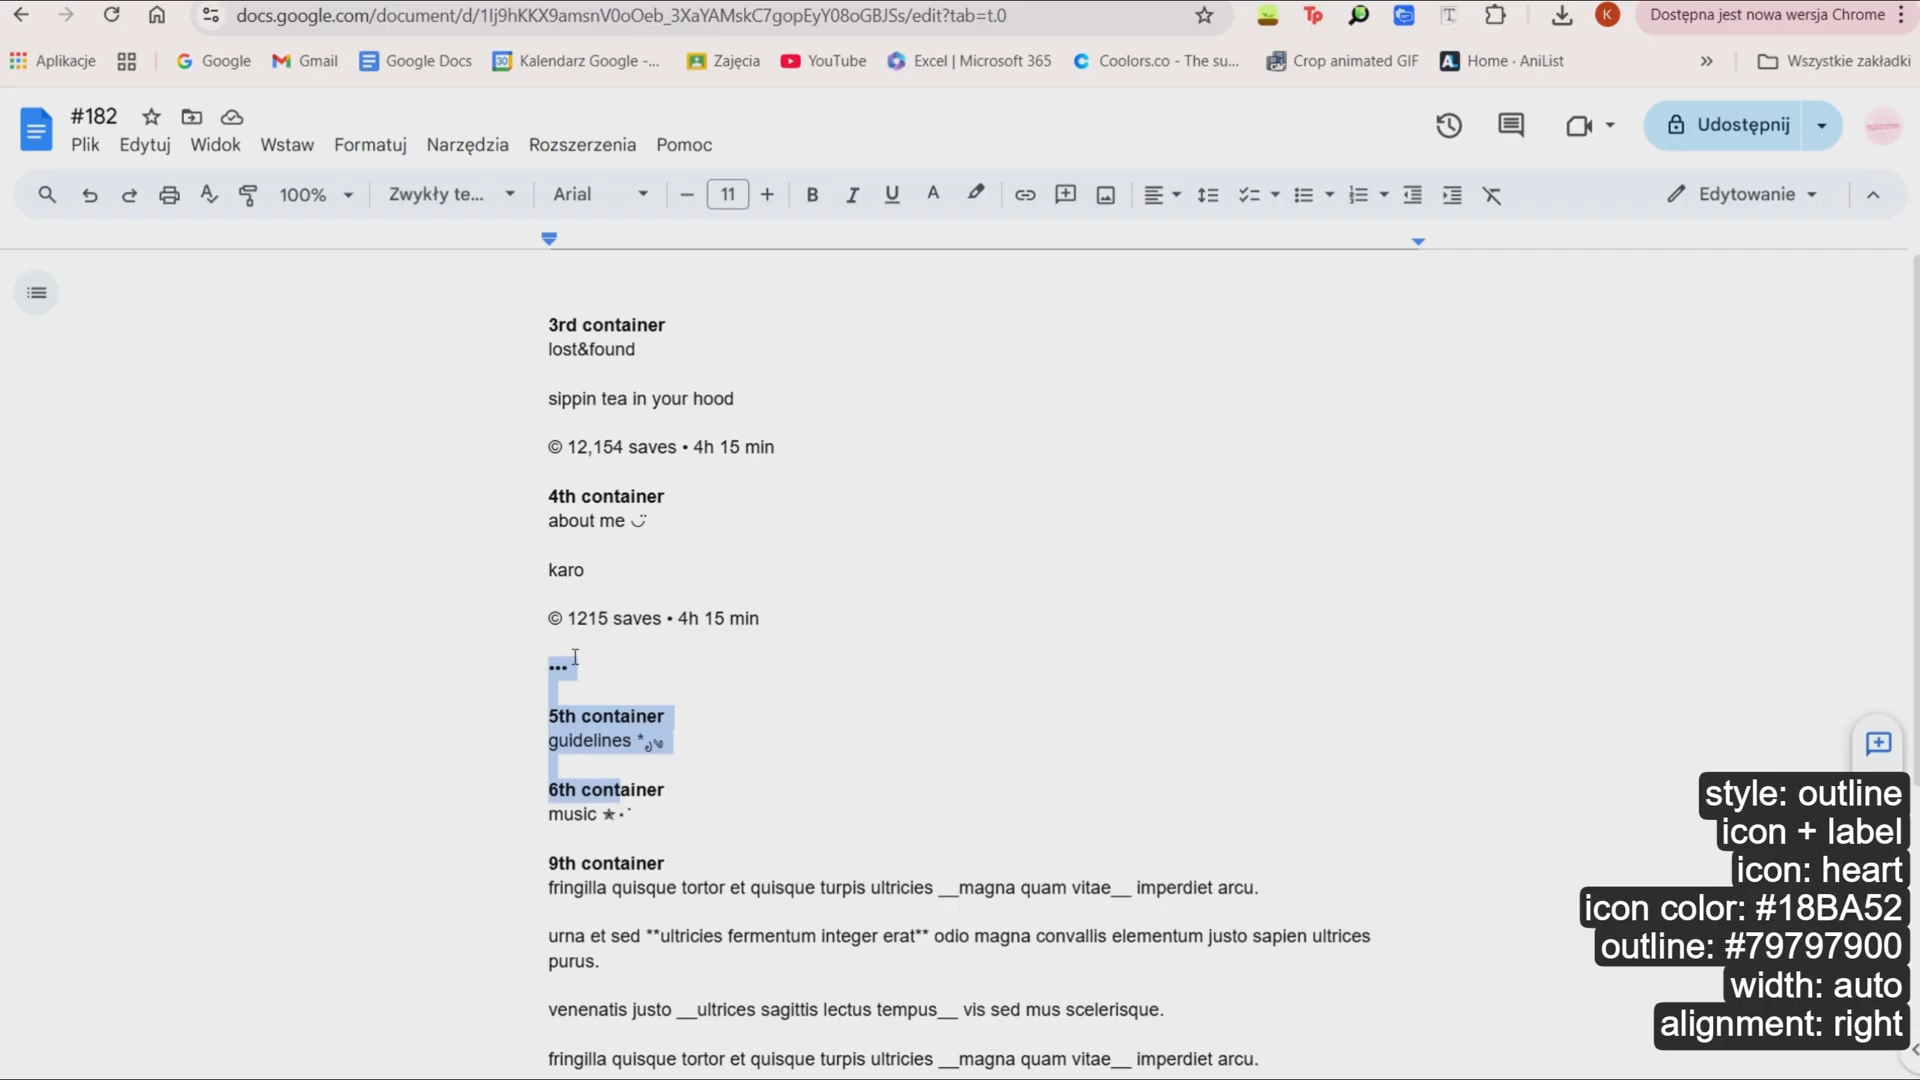 docs.google.com/document/d/1Ij9hKKX9amsnV0oOeb_3XaYAMskC7gopEyY08oGBJSs/edit?tab=t.0
Tp
K
Dostępna jest nowa wersja Chrome
Aplikacje
Google
Gmail
Google Docs
Kalendarz Google -...
Zajęcia
YouTube
Excel | Microsoft 365
Coolors.co - The su...
Crop animated GIF
Home · AniList
»
Wszystkie zakładki
#182
Plik Edytuj Widok Wstaw Formatuj Narzędzia Rozszerzenia Pomoc
Udostępnij
100%
Zwykły te...
Arial
11
Edytowanie
3rd container
lost&found
sippin tea in your hood
© 12,154 saves • 4h 15 min
4th container
about me
karo
© 1215 saves • 4h 15 min
•••
5th container
guidelines *
6th container
music ★⋆˙
9th container
fringilla quisque tortor et quisque turpis ultricies __magna quam vitae__ imperdiet arcu.
urna et sed **ultricies fermentum integer erat** odio magna convallis elementum justo sapien ultrices
purus.
venenatis justo __ultrices sagittis lectus tempus__ vis sed mus scelerisque.
fringilla quisque tortor et quisque turpis ultricies __magna quam vitae__ imperdiet arcu.
style: outline
icon + label
icon: heart
icon color: #18BA52
outline: #79797900
width: auto
alignment: right